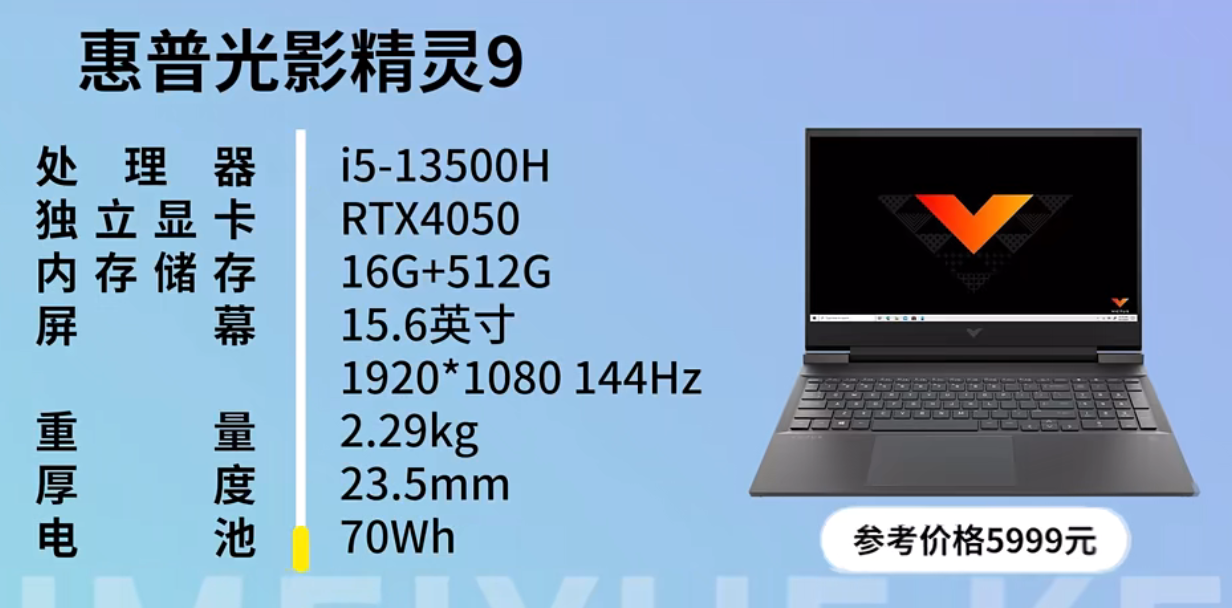 惠普光影精灵9
处理器 i5-13500H
独立显卡 RTX4050
内存储存 16G+512G
屏幕 15.6英寸
1920*1080 144Hz
重量 2.29kg
厚度 23.5mm
电池 70Wh
参考价格5999元